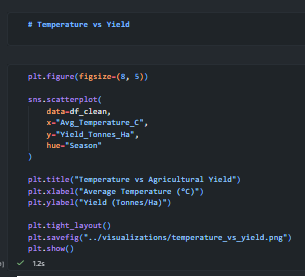 # Temperature vs Yield
plt.figure(figsize=(8, 5))
sns.scatterplot(
    data=df_clean,
    x="Avg_Temperature_C",
    y="Yield_Tonnes_Ha",
    hue="Season"
)
plt.title("Temperature vs Agricultural Yield")
plt.xlabel("Average Temperature (°C)")
plt.ylabel("Yield (Tonnes/Ha)")
plt.tight_layout()
plt.savefig("../visualizations/temperature_vs_yield.png")
plt.show()
✓ 1.2s